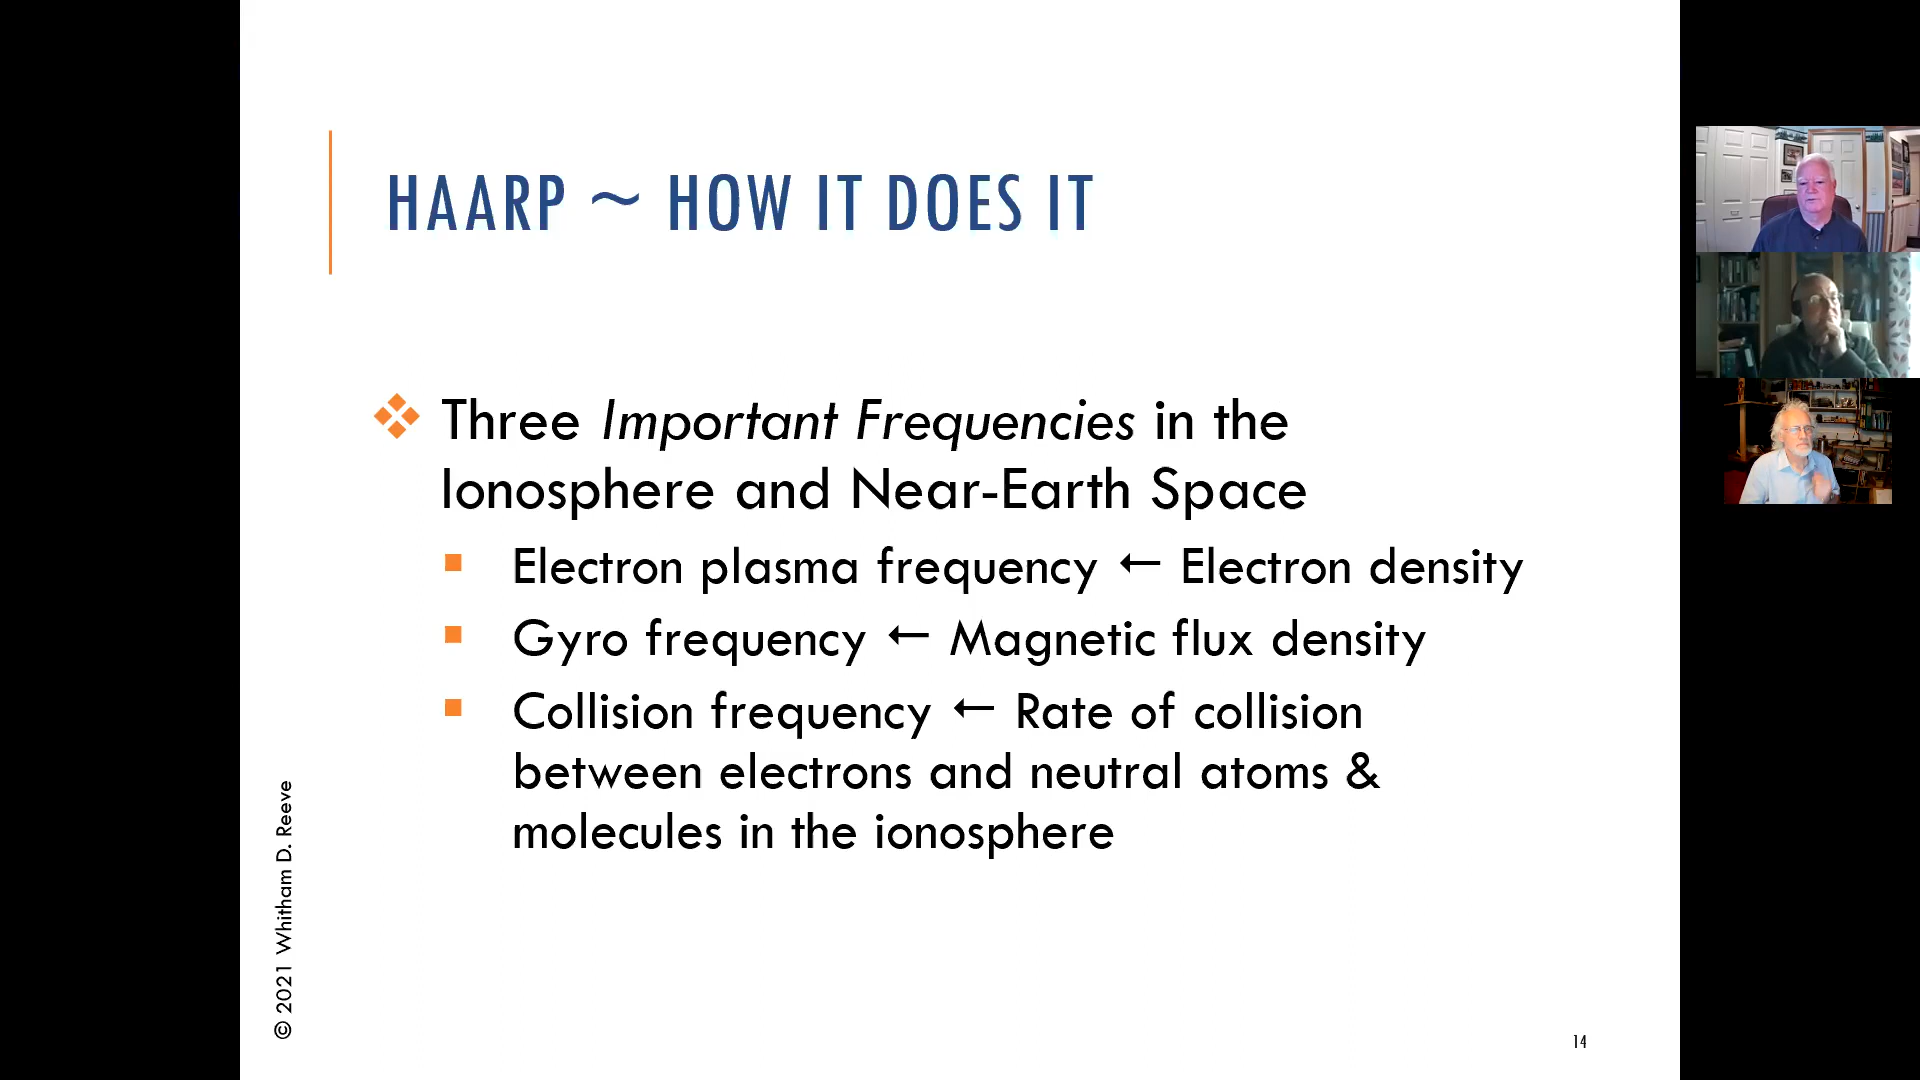 HAARP ~ HOW IT DOES IT
❖ Three Important Frequencies in the
Ionosphere and Near-Earth Space
▪ Electron plasma frequency ← Electron density
▪ Gyro frequency ← Magnetic flux density
▪ Collision frequency ← Rate of collision
between electrons and neutral atoms &
molecules in the ionosphere
© 2021 Whitham D. Reeve
14